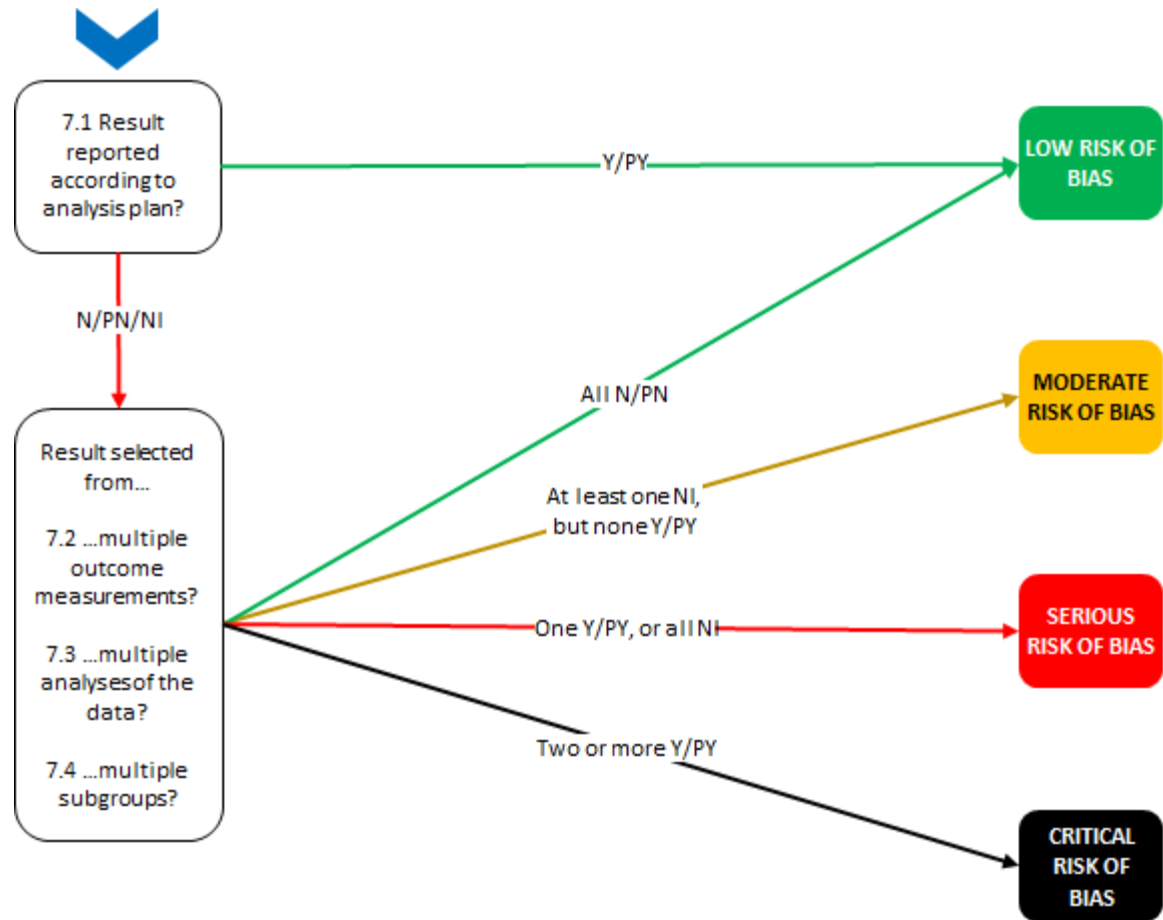 7.1 Result
reported
according to
analysis plan?
Y/PY
LOW RISK OF
BIAS
N/PN/NI
All N/PN
MODERATE
RISK OF BIAS
Result selected
from...
7.2 ...multiple
outcome
measurements?
7.3 ...multiple
analyses of the
data?
7.4 ...multiple
subgroups?
At least one NI,
but none Y/PY
One Y/PY, or all NI
SERIOUS
RISK OF BIAS
Two or more Y/PY
CRITICAL
RISK OF
BIAS